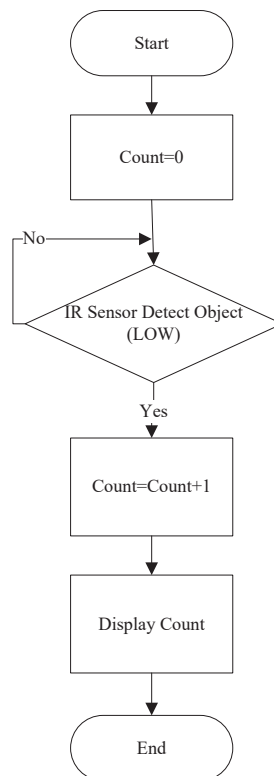 Start
Count=0
No
IR Sensor Detect Object
(LOW)
Yes
Count=Count+1
Display Count
End